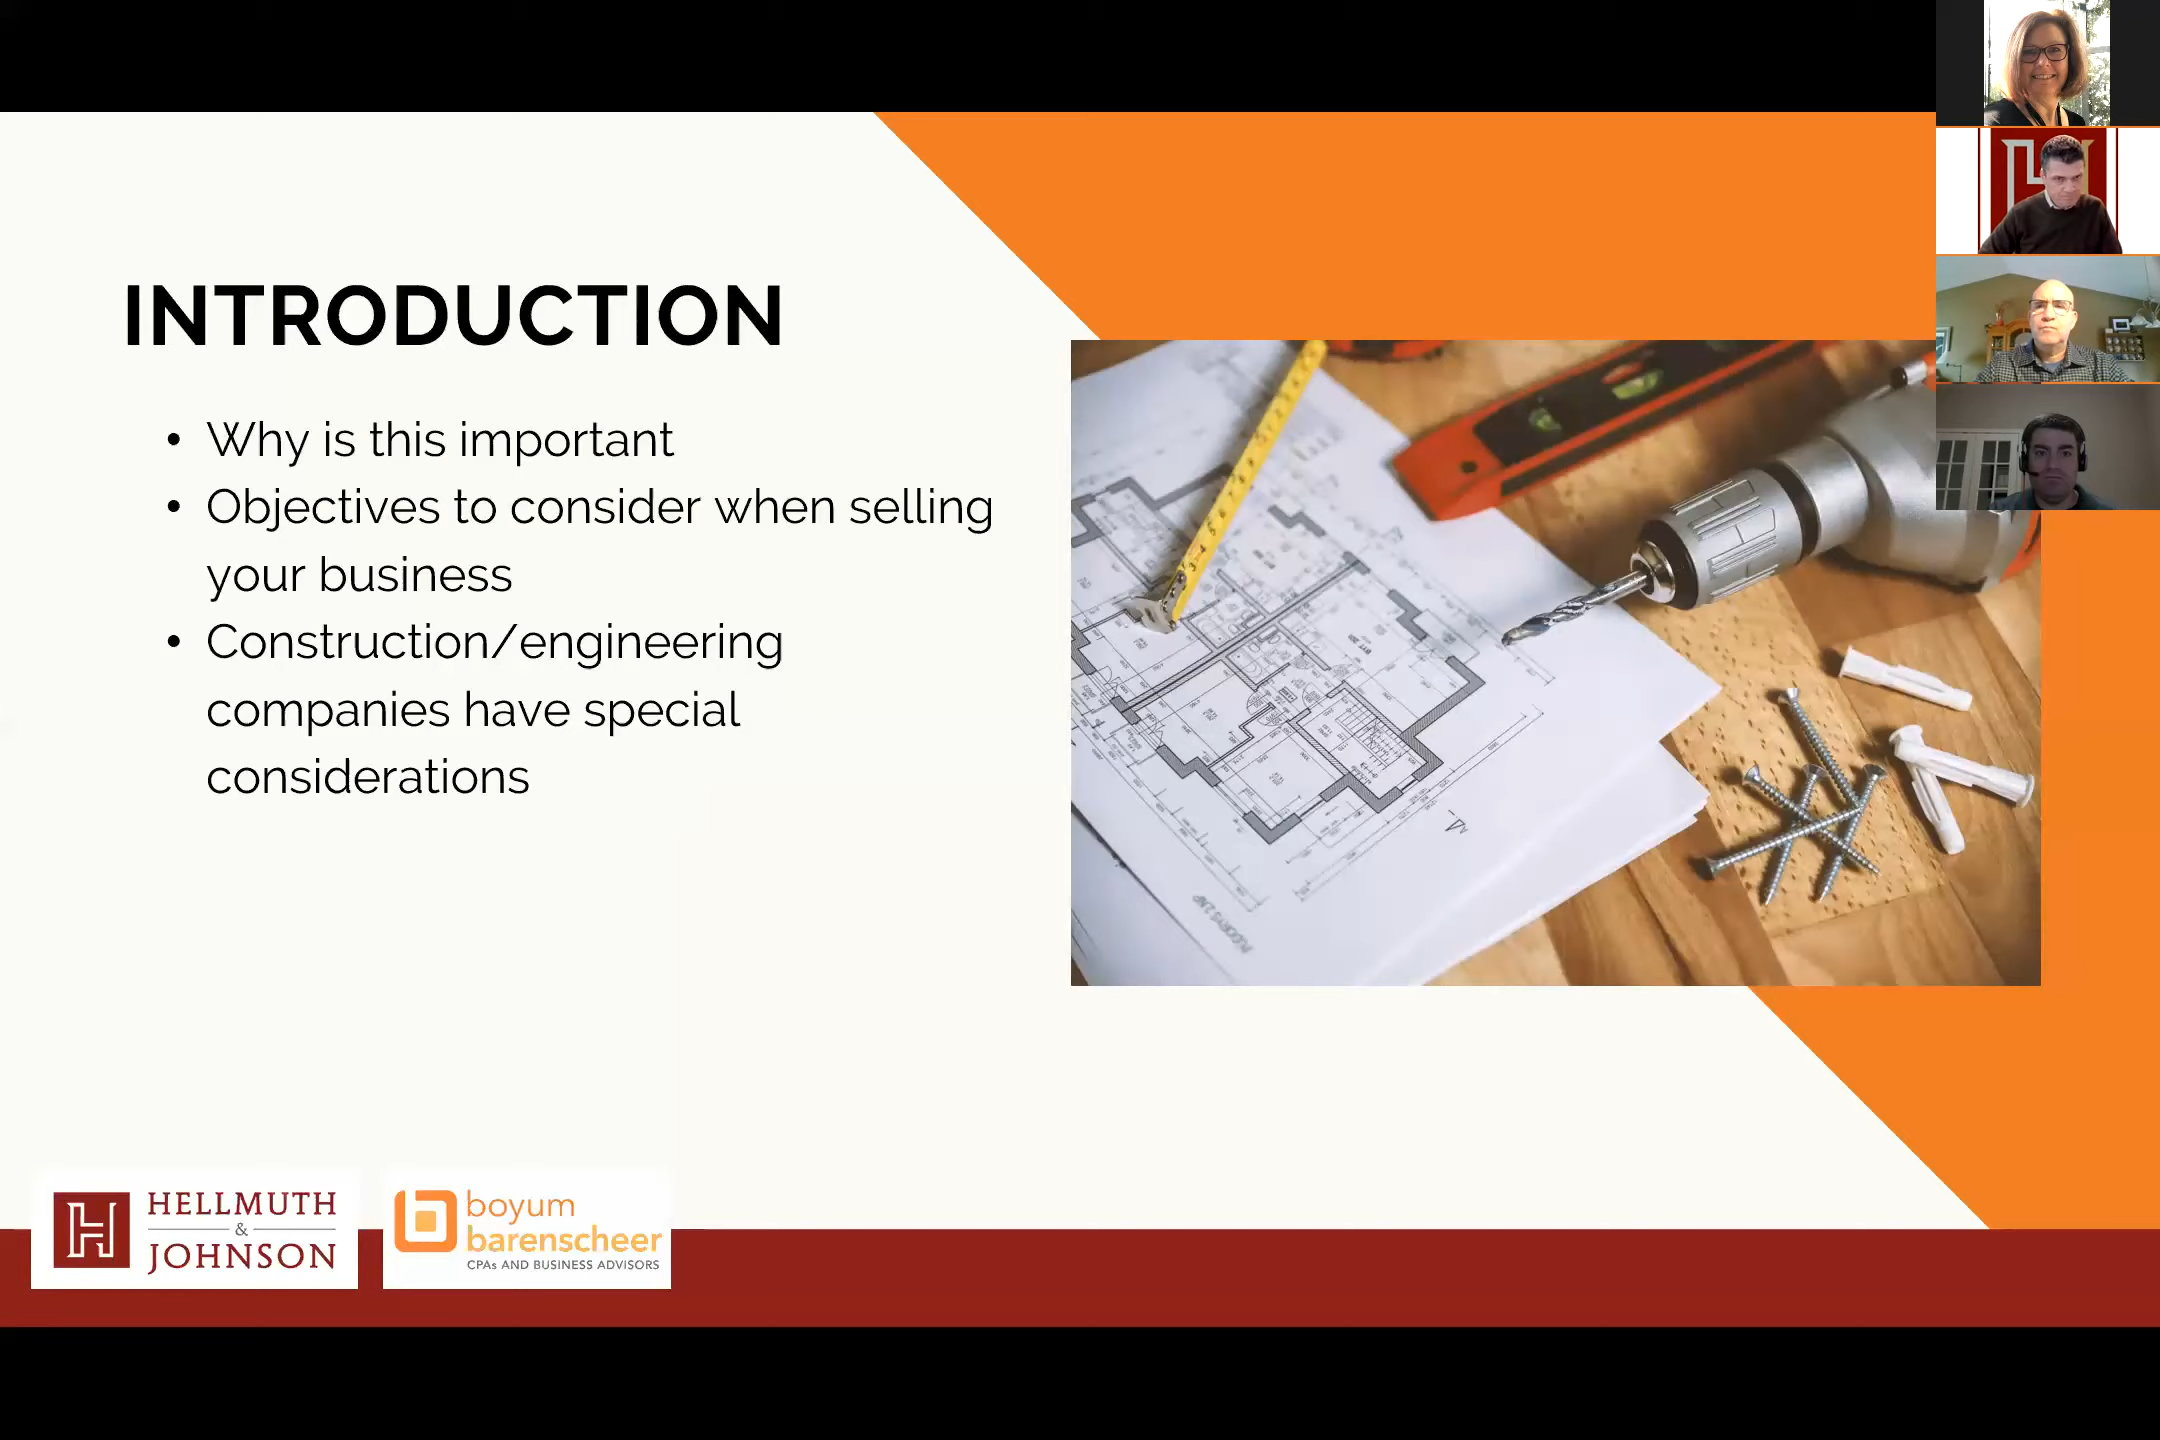 INTRODUCTION
• Why is this important
• Objectives to consider when selling
your business
• Construction/engineering
companies have special
considerations
HELLMUTH
&
JOHNSON
boyum
barenscheer
CPAs AND BUSINESS ADVISORS